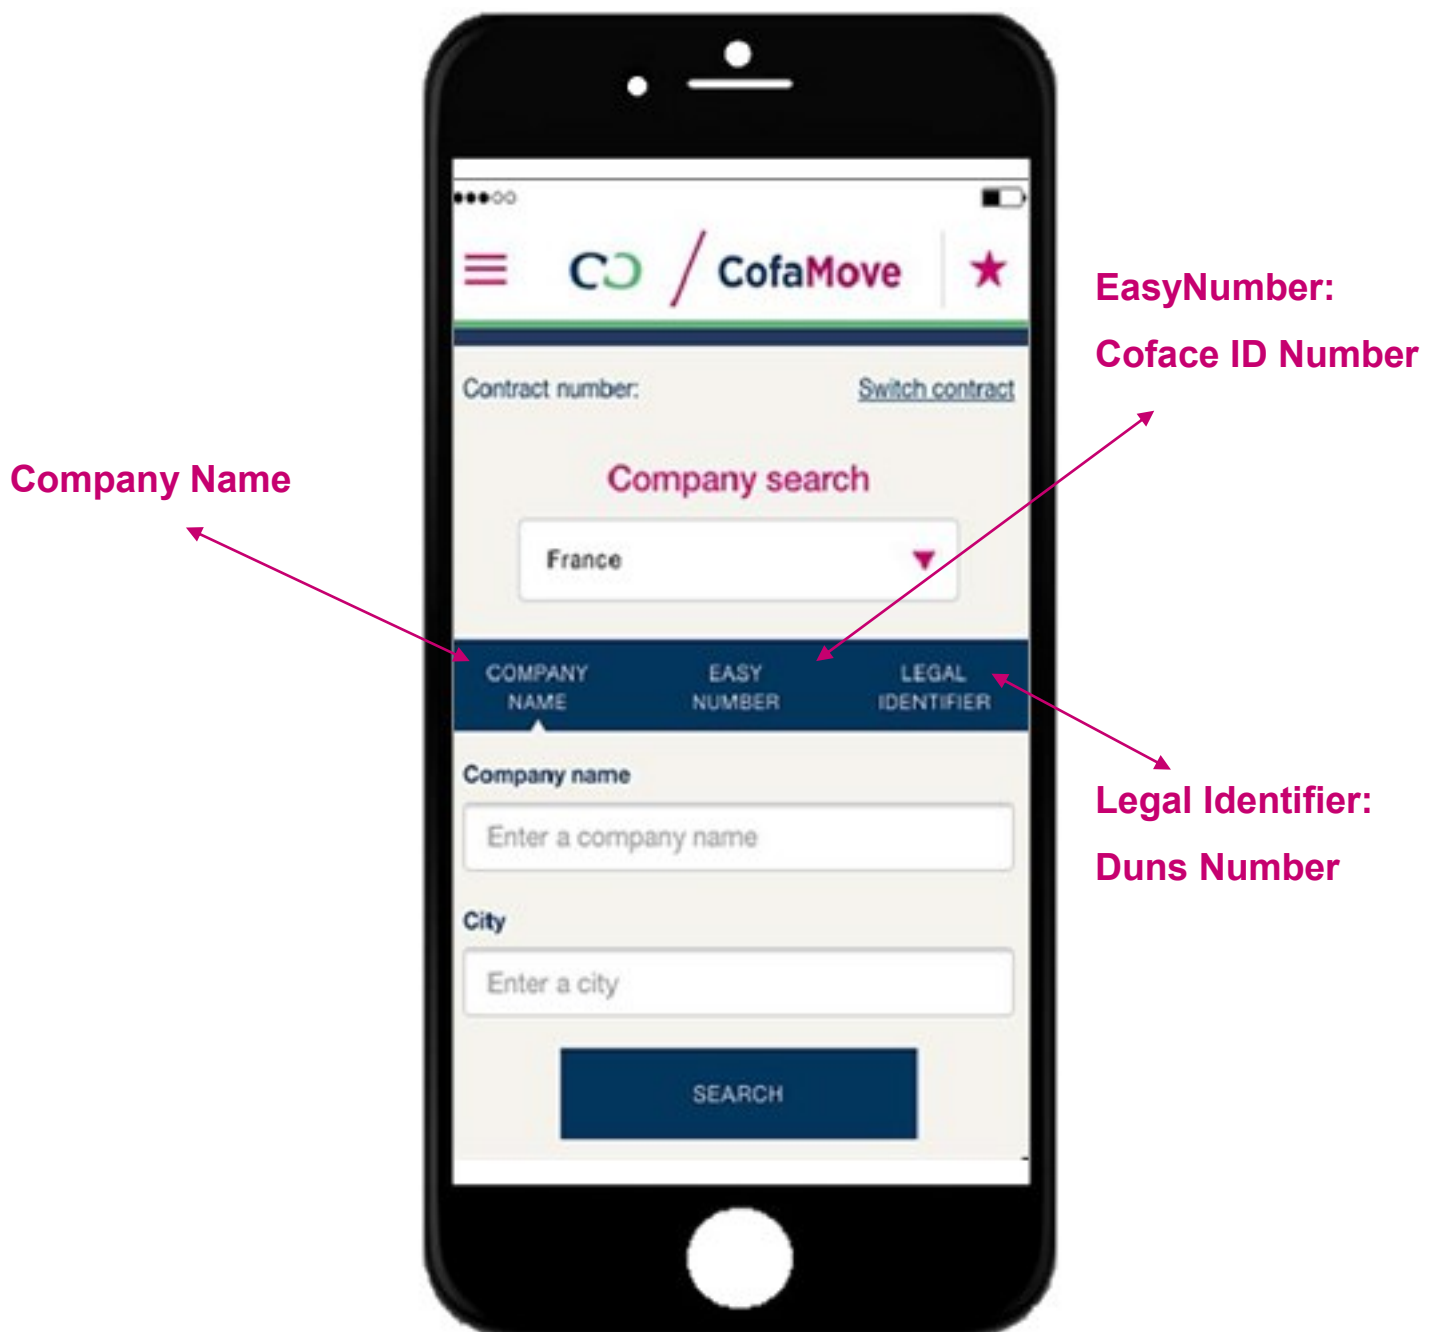 CofaMove
EasyNumber:
Coface ID Number
Contract number:
Switch contract
Company Name
Company search
France
COMPANY
NAME
EASY
NUMBER
LEGAL
IDENTIFIER
Company name
Enter a company name
Legal Identifier:
Duns Number
City
Enter a city
SEARCH